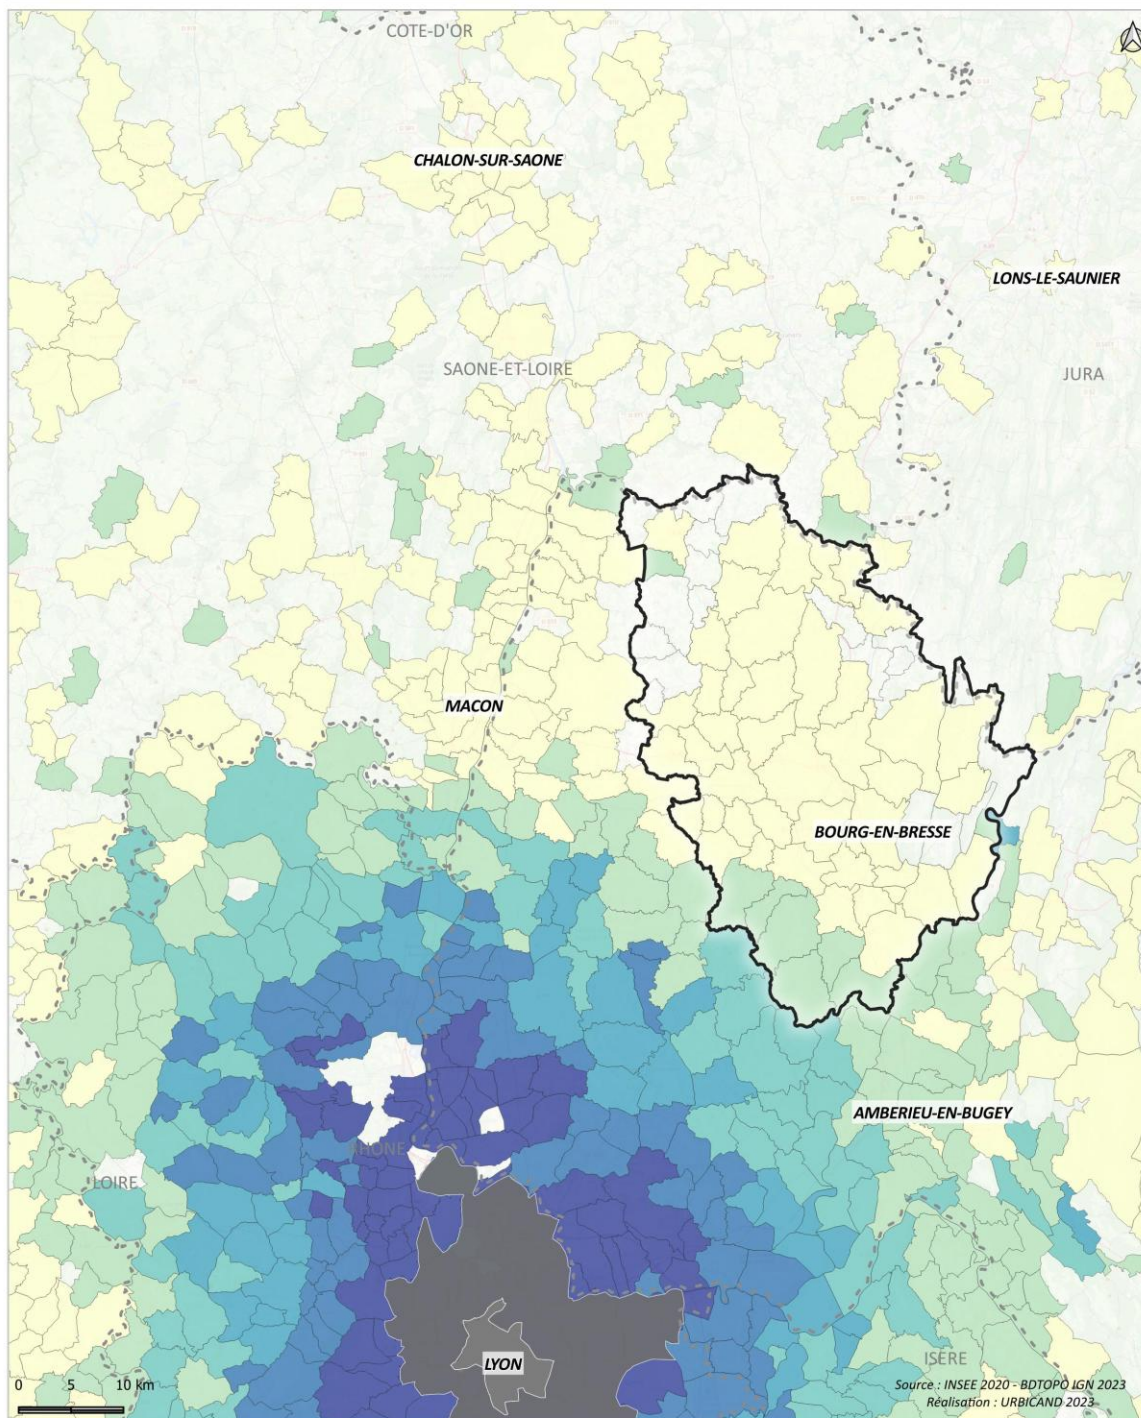 COTE-D'OR
CHALON-SUR-SAONE
LONS-LE-SAUNIER
SAONE-ET-LOIRE
JURA
MACON
BOURG-EN-BRESSE
AMBERIEU-EN-BUGEY
RHONE
LOIRE
ISERE
LYON
0 5 10 km
Source : INSEE 2020 - BDTOPO IGN 2023
Réalisation : URBICAND 2023